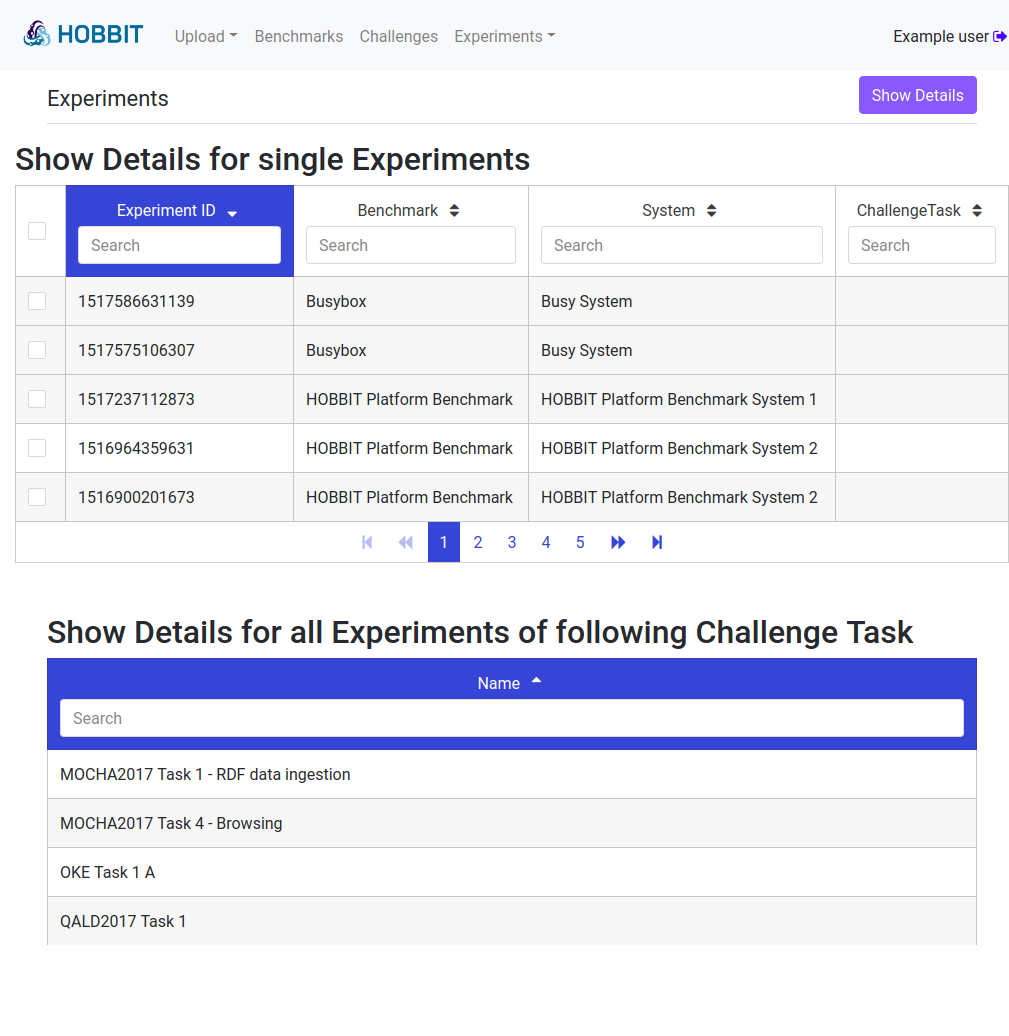 HOBBIT Upload Benchmarks Challenges Experiments Example user
Experiments Show Details
Show Details for single Experiments
Experiment ID Benchmark System ChallengeTask
Search Search Search Search
1517586631139 Busybox Busy System
1517575106307 Busybox Busy System
1517237112873 HOBBIT Platform Benchmark HOBBIT Platform Benchmark System 1
1516964359631 HOBBIT Platform Benchmark HOBBIT Platform Benchmark System 2
1516900201673 HOBBIT Platform Benchmark HOBBIT Platform Benchmark System 2
1 2 3 4 5
Show Details for all Experiments of following Challenge Task
Name
Search
MOCHA2017 Task 1 - RDF data ingestion
MOCHA2017 Task 4 - Browsing
OKE Task 1 A
QALD2017 Task 1